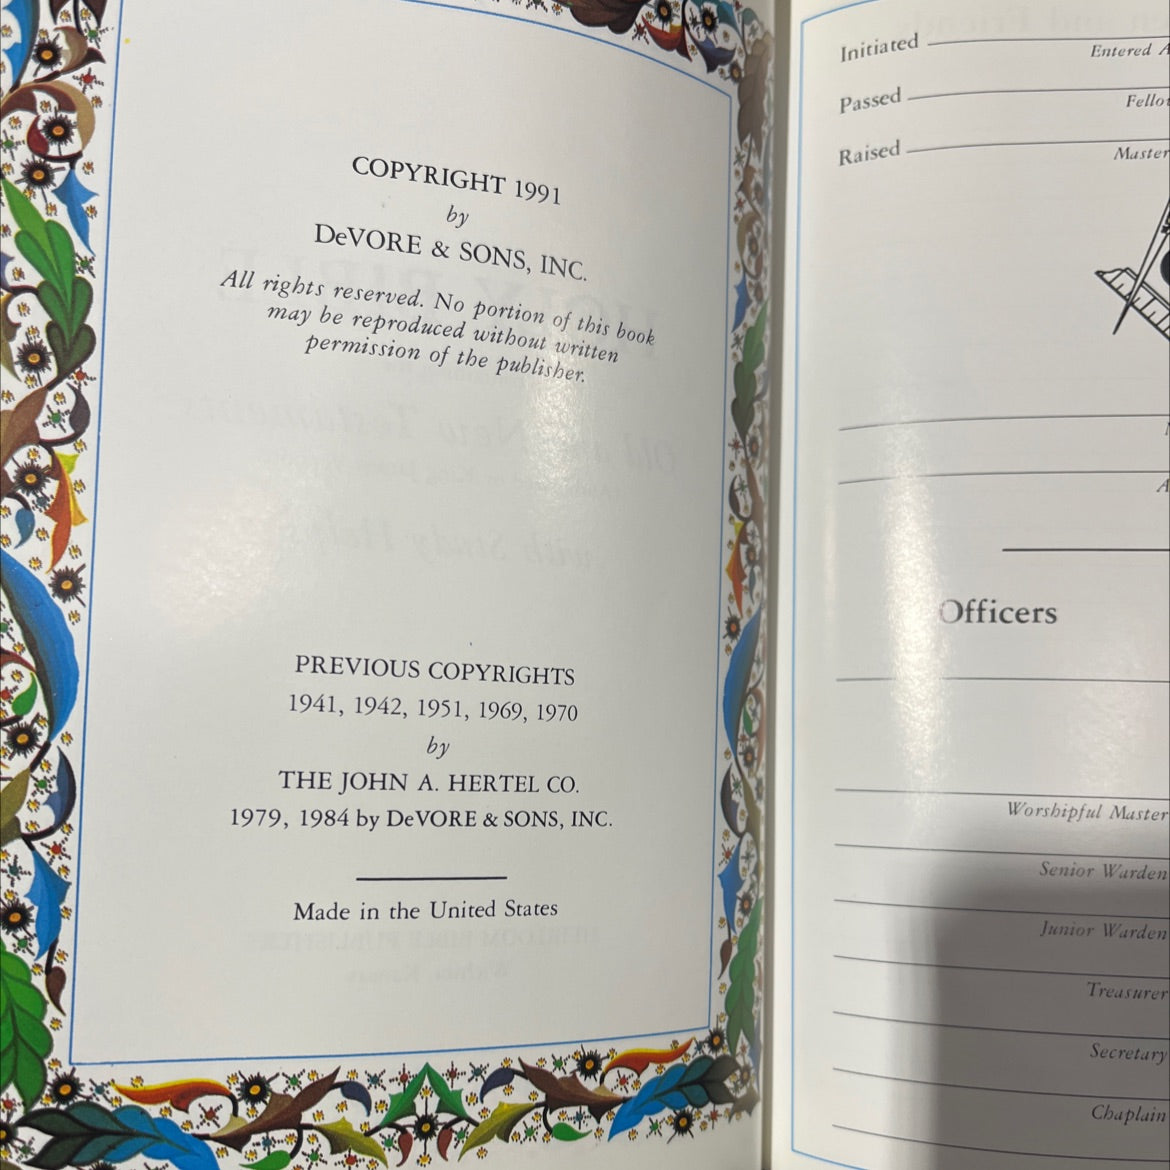 COPYRIGHT 1991
by
DeVORE & SONS, INC.
All rights reserved. No portion of this book
may be reproduced without written
permission of the publisher.
PREVIOUS COPYRIGHTS
1941, 1942, 1951, 1969, 1970
by
THE JOHN A. HERTEL CO.
1979, 1984 by DeVORE & SONS, INC.
Made in the United States
Initiated
Entered A
Passed
Fello
Raised
Master
A
Officers
Worshipful Master
Senior Warden
Junior Warden
Treasurer
Secretary
Chaplain